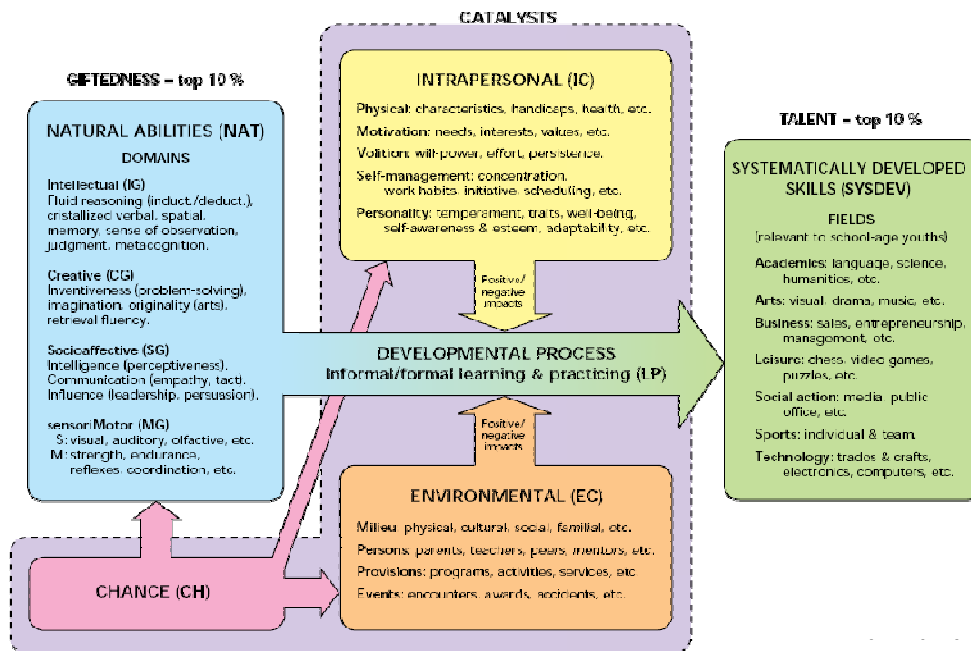 CATALYSTS
GIFTEDNESS – top 10 %
NATURAL ABILITIES (NAT)
DOMAINS
Intellectual (IG)
Fluid reasoning (induct./deduct.),
cristallized verbal, spatial,
memory, sense of observation,
judgment, metacognition.
Creative (CG)
Inventiveness (problem-solving),
imagination, originality (arts),
retrieval fluency.
Socioaffective (SG)
Intelligence (perceptiveness).
Communication (empathy, tact).
Influence (leadership, persuasion).
sensoriMotor (MG)
S: visual, auditory, olfactive, etc.
M: strength, endurance,
reflexes, coordination, etc.
INTRAPERSONAL (IC)
Physical: characteristics, handicaps, health, etc.
Motivation: needs, interests, values, etc.
Volition: will-power, effort, persistence.
Self-management: concentration,
work habits, initiative, scheduling, etc.
Personality: temperament, traits, well-being,
self-awareness & esteem, adaptability, etc.
Positive/
negative
impacts
DEVELOPMENTAL PROCESS
Informal/formal learning & practicing (LP)
Positive/
negative
impacts
ENVIRONMENTAL (EC)
Milieu: physical, cultural, social, familial, etc.
Persons: parents, teachers, peers, mentors, etc.
Provisions: programs, activities, services, etc.
Events: encounters, awards, accidents, etc.
CHANCE (CH)
TALENT – top 10 %
SYSTEMATICALLY DEVELOPED
SKILLS (SYSDEV)
FIELDS
(relevant to school-age youths)
Academics: language, science,
humanities, etc.
Arts: visual, drama, music, etc.
Business: sales, entrepreneurship,
management, etc.
Leisure: chess, video games,
puzzles, etc.
Social action: media, public
office, etc.
Sports: individual & team.
Technology: trades & crafts,
electronics, computers, etc.